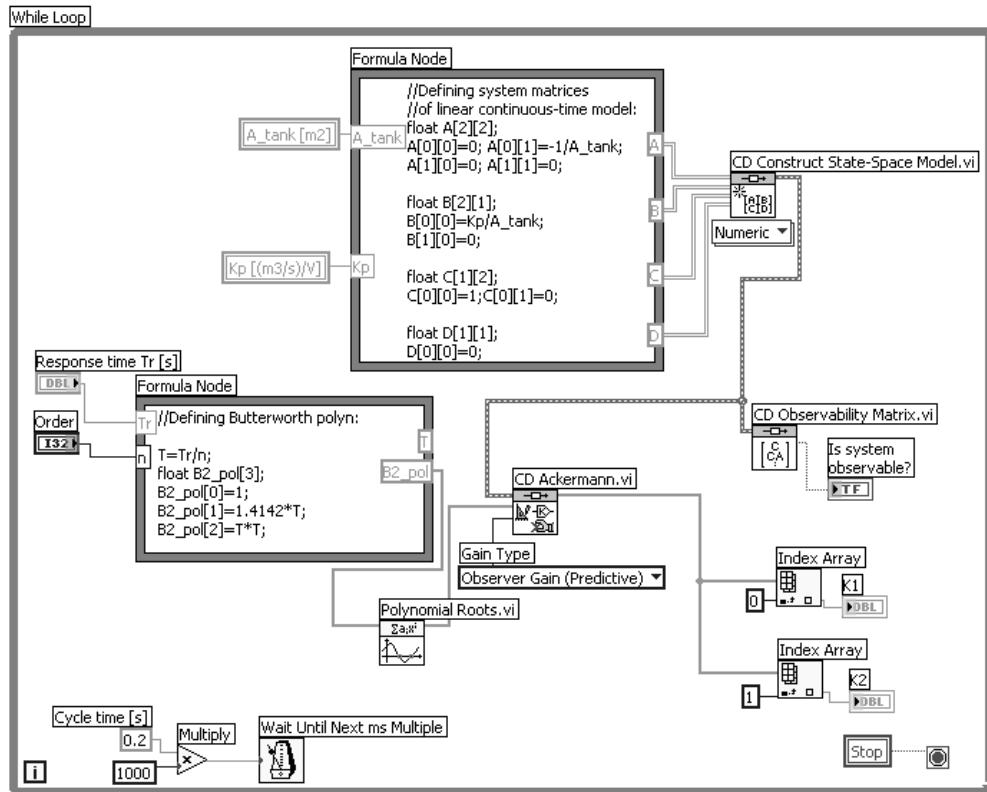 While Loop
Formula Node
//Defining system matrices
//of linear continuous-time model:
float A[2][2];
A[0][0]=0; A[0][1]=-1/A_tank;
A[1][0]=0; A[1][1]=0;
float B[2][1];
B[0][0]=Kp/A_tank;
B[1][0]=0;
float C[1][2];
C[0][0]=1;C[0][1]=0;
float D[1][1];
D[0][0]=0;
A_tank [m2]
A_tank
Kp [(m3/s)/V]
Kp
A
B
C
D
CD Construct State-Space Model.vi
[A|B]
[C|D]
Numeric
Response time Tr [s]
DBL
Order
I32
Formula Node
Tr
n
//Defining Butterworth polyn:
T=Tr/n;
float B2_pol[3];
B2_pol[0]=1;
B2_pol[1]=1.4142*T;
B2_pol[2]=T*T;
T
B2_pol
CD Observability Matrix.vi
C
CA
Is system
observable?
TF
CD Ackermann.vi
K
Gain Type
Observer Gain (Predictive)
Polynomial Roots.vi
Σaᵢxⁱ
Index Array
0
K1
DBL
Index Array
1
K2
DBL
Cycle time [s]
0.2
Multiply
x
1000
Wait Until Next ms Multiple
Stop
i